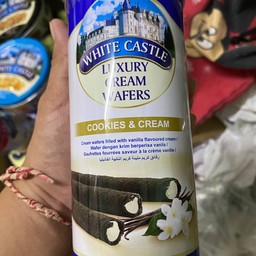 WHITE CASTLE
LUXURY
CREAM
WAFERS
COOKIES & CREAM
Cream wafers filled with vanilla flavoured cream
Wafer dengan krim berperisa vanila
Gaufrettes fourrées saveur à la crème vanille